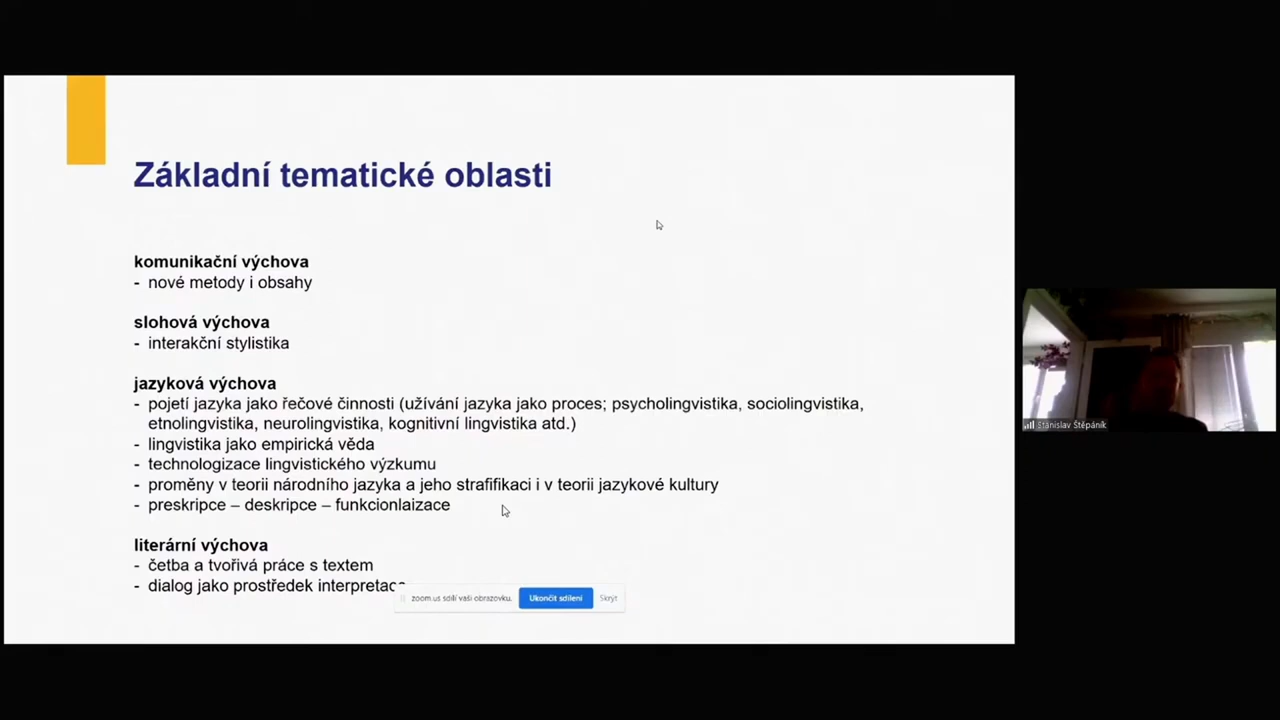 Základní tematické oblasti
komunikační výchova
- nové metody i obsahy
slohová výchova
- interakční stylistika
jazyková výchova
- pojetí jazyka jako řečové činnosti (užívání jazyka jako proces; psycholingvistika, sociolingvistika,
etnolingvistika, neurolingvistika, kognitivní lingvistika atd.)
- lingvistika jako empirická věda
- technologizace lingvistického výzkumu
- proměny v teorii národního jazyka a jeho strafifikaci i v teorii jazykové kultury
- preskripce – deskripce – funkcionlaizace
literární výchova
- četba a tvořivá práce s textem
- dialog jako prostředek interpretace
zoom.us sdílí vaši obrazovku. Ukončit sdílení Skrýt
Stanislav Štěpáník